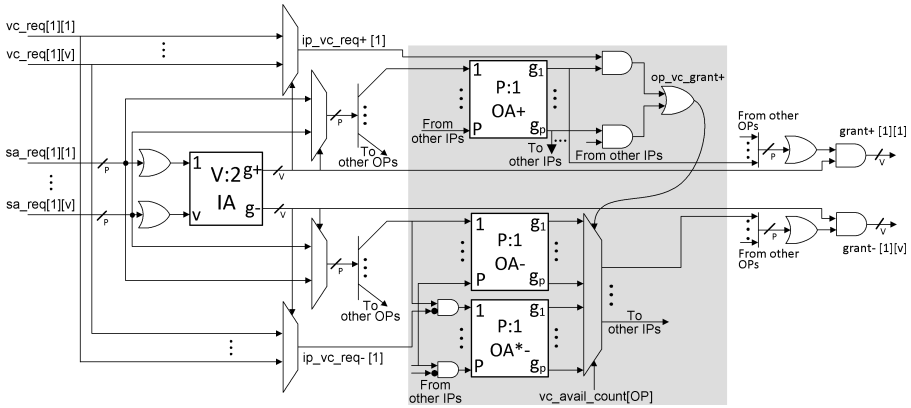 vc_req[1][1]
vc_req[1][v]
ip_vc_req+ [1]
1
P:1
OA+
g1
P
gp
From
other IPs
P
To
other OPs
To
other IPs
From other IPs
op_vc_grant+
From other
OPs
P
grant+ [1][1]
V
sa_req[1][1]
P
sa_req[1][v]
P
1
V:2
IA
v
g+
g-
V
V
P
To
other OPs
1
P:1
OA-
g1
P
gp
1
P:1
OA*-
g1
P
gp
From
other IPs
ip_vc_req- [1]
To
other IPs
vc_avail_count[OP]
P
From other
OPs
grant- [1][v]
V